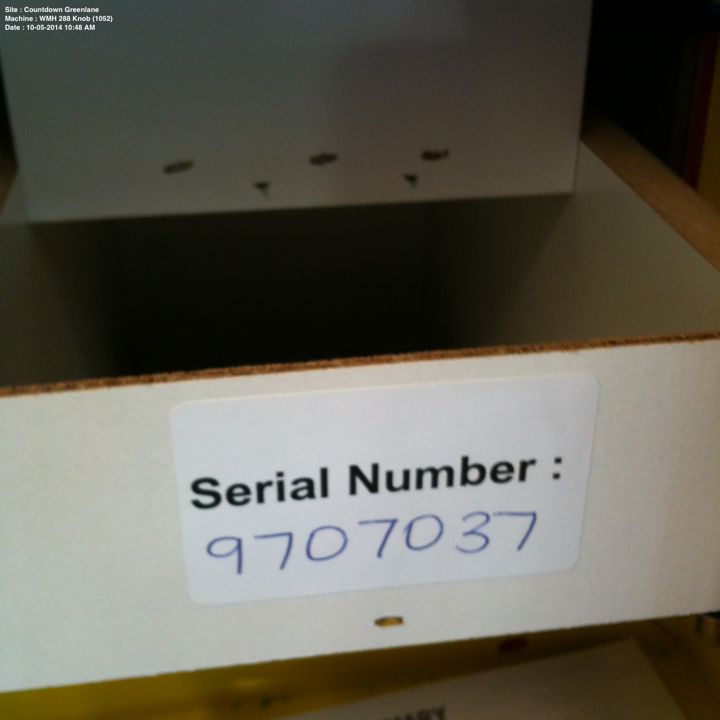 Site : Countdown Greenlane
Machine : WMH 288 Knob (1052)
Date : 10-05-2014 10:48 AM
Serial Number :
9707037